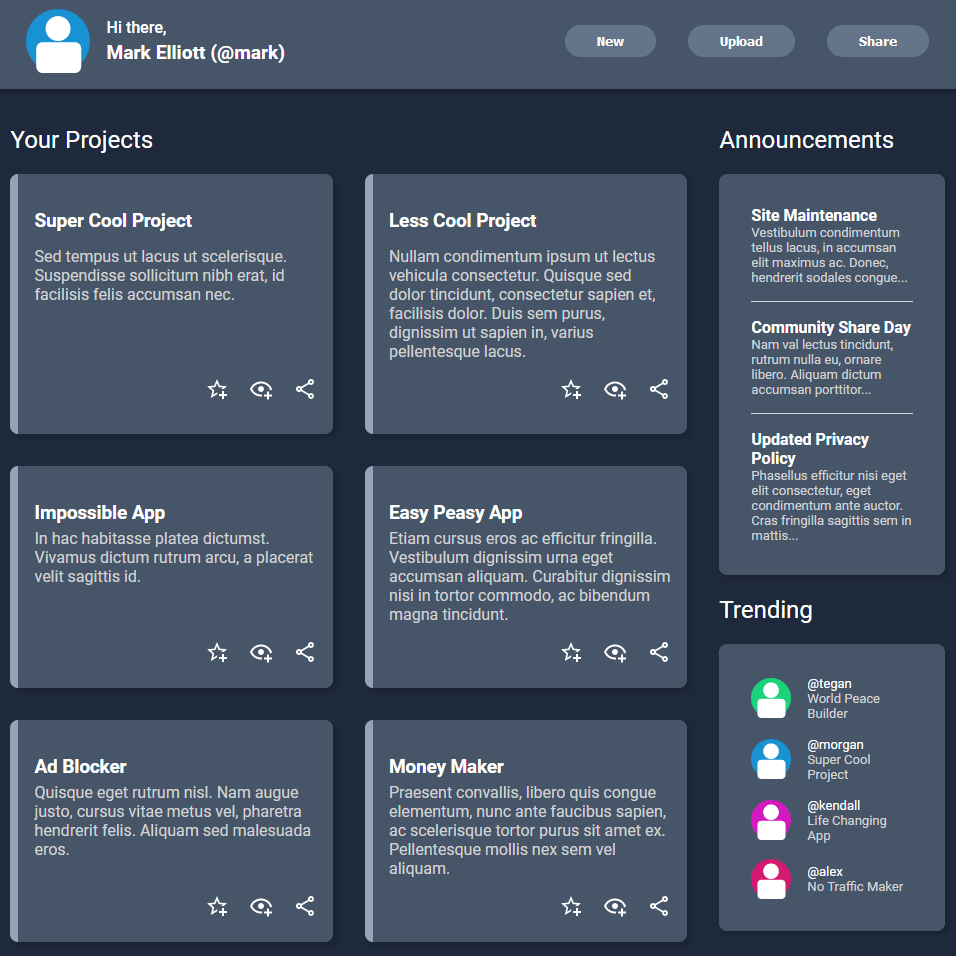 Hi there,
Mark Elliott (@mark)
New
Upload
Share
Your Projects
Super Cool Project
Sed tempus ut lacus ut scelerisque.
Suspendisse sollicitum nibh erat, id
facilisis felis accumsan nec.
Less Cool Project
Nullam condimentum ipsum ut lectus
vehicula consectetur. Quisque sed
dolor tincidunt, consectetur sapien et,
facilisis dolor. Duis sem purus,
dignissim ut sapien in, varius
pellentesque lacus.
Impossible App
In hac habitasse platea dictumst.
Vivamus dictum rutrum arcu, a placerat
velit sagittis id.
Easy Peasy App
Etiam cursus eros ac efficitur fringilla.
Vestibulum dignissim urna eget
accumsan aliquam. Curabitur dignissim
nisi in tortor commodo, ac bibendum
magna tincidunt.
Ad Blocker
Quisque eget rutrum nisl. Nam augue
justo, cursus vitae metus vel, pharetra
hendrerit felis. Aliquam sed malesuada
eros.
Money Maker
Praesent convallis, libero quis congue
elementum, nunc ante faucibus sapien,
ac scelerisque tortor purus sit amet ex.
Pellentesque mollis nex sem vel
aliquam.
Announcements
Site Maintenance
Vestibulum condimentum
tellus lacus, in accumsan
elit maximus ac. Donec,
hendrerit sodales congue...
Community Share Day
Nam val lectus tincidunt,
rutrum nulla eu, ornare
libero. Aliquam dictum
accumsan porttitor...
Updated Privacy
Policy
Phasellus efficitur nisi eget
elit consectetur, eget
condimentum ante auctor.
Cras fringilla sagittis sem in
mattis...
Trending
@tegan
World Peace
Builder
@morgan
Super Cool
Project
@kendall
Life Changing
App
@alex
No Traffic Maker